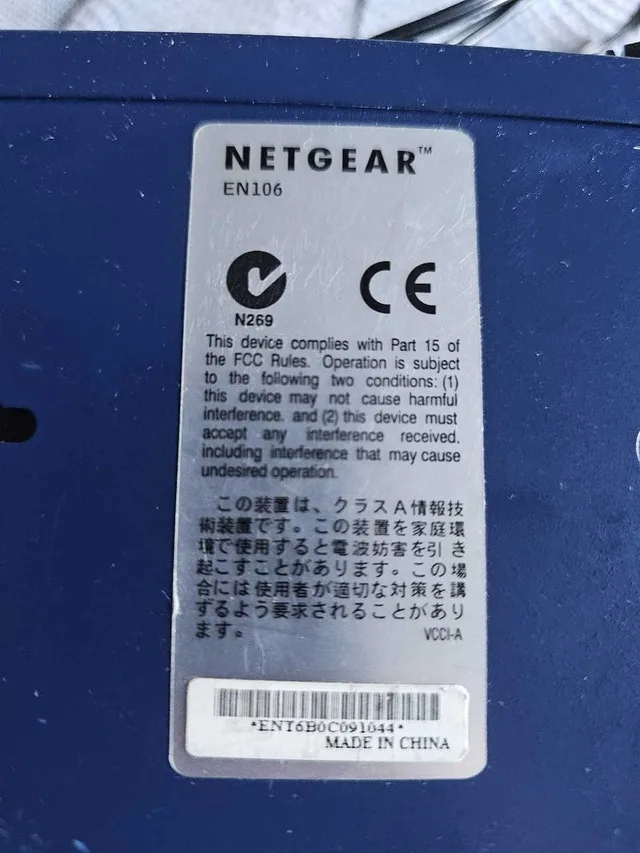 NETGEAR™
EN106
N269
CE
This device complies with Part 15 of
the FCC Rules. Operation is subject
to the following two conditions: (1)
this device may not cause harmful
interference, and (2) this device must
accept any interference received,
including interference that may cause
undesired operation.
この装置は、クラスA情報技
術装置です。この装置を家庭環
境で使用すると電波妨害を引き
起こすことがあります。この場
合には使用者が適切な対策を講
ずるよう要求されることがあり
ます。
VCCI-A
*ENT6B0C091044*
MADE IN CHINA